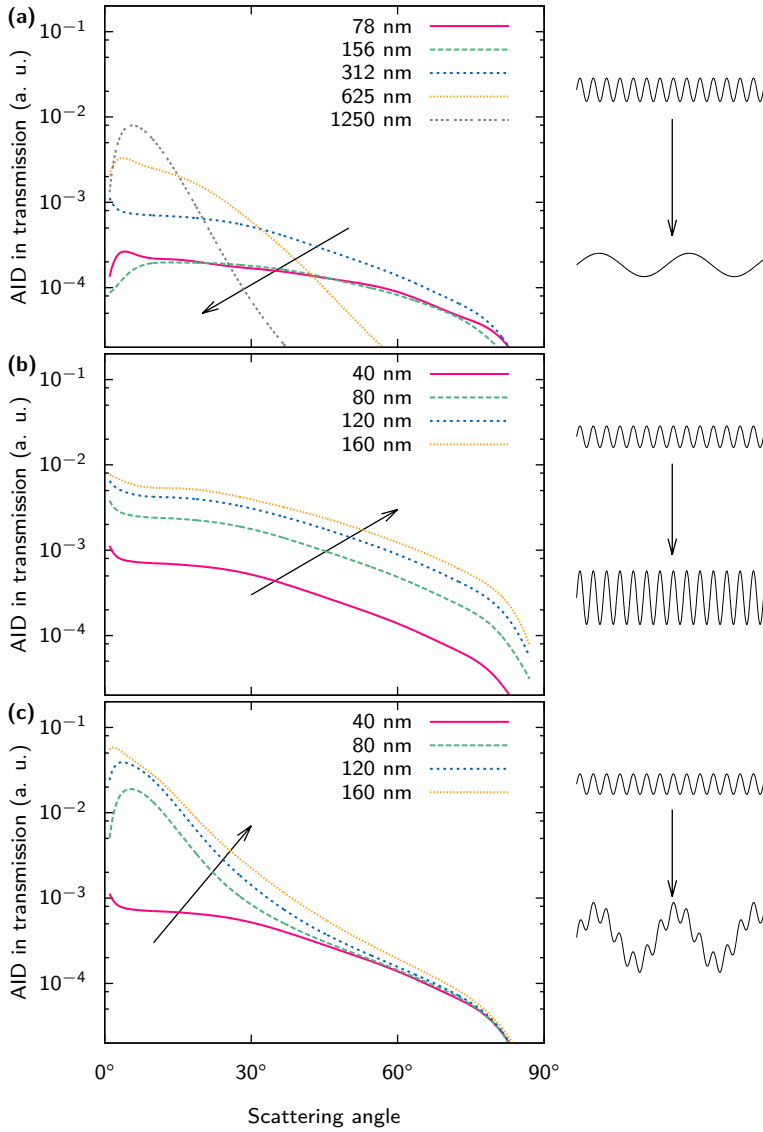 (a)
10⁻¹
10⁻²
10⁻³
10⁻⁴
AID in transmission (a. u.)
78 nm
156 nm
312 nm
625 nm
1250 nm
(b)
10⁻¹
10⁻²
10⁻³
10⁻⁴
AID in transmission (a. u.)
40 nm
80 nm
120 nm
160 nm
(c)
10⁻¹
10⁻²
10⁻³
10⁻⁴
AID in transmission (a. u.)
40 nm
80 nm
120 nm
160 nm
0° 30° 60° 90°
Scattering angle